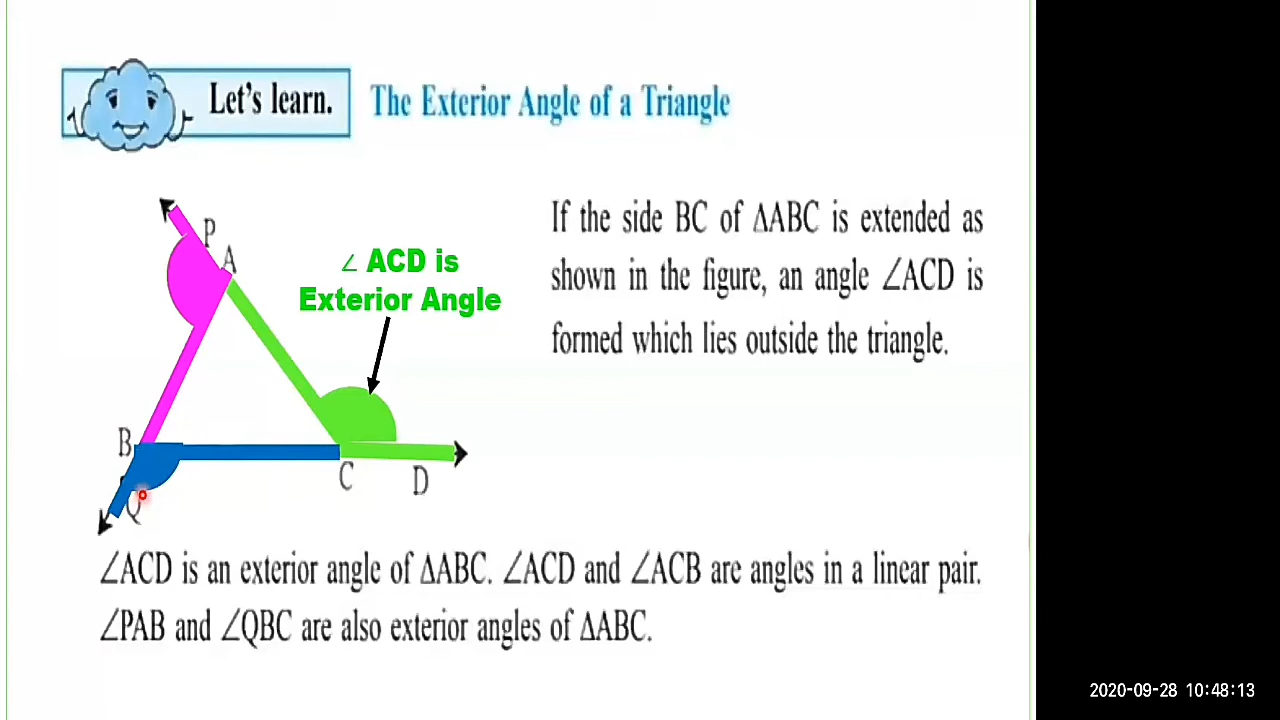 Let's learn.
The Exterior Angle of a Triangle
P
A
∠ ACD is
Exterior Angle
If the side BC of ΔABC is extended as
shown in the figure, an angle ∠ACD is
formed which lies outside the triangle.
B
C
D
Q
∠ACD is an exterior angle of ΔABC. ∠ACD and ∠ACB are angles in a linear pair.
∠PAB and ∠QBC are also exterior angles of ΔABC.
2020-09-28 10:48:13